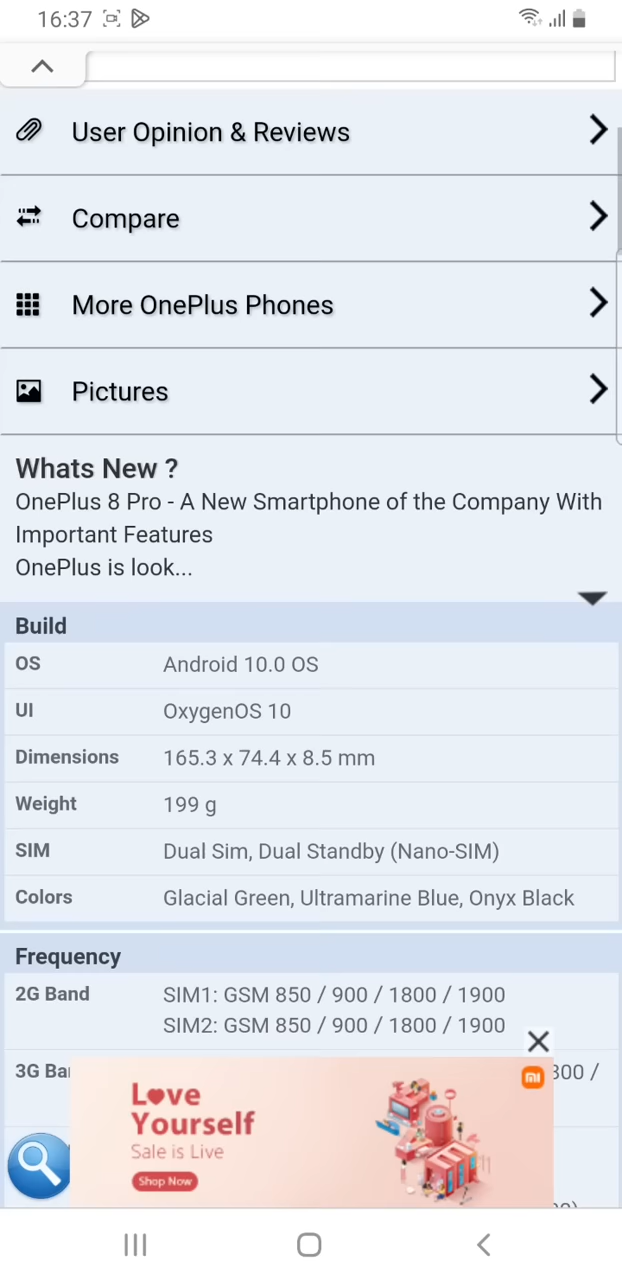 16:37
User Opinion & Reviews
Compare
More OnePlus Phones
Pictures
Whats New ?
OnePlus 8 Pro - A New Smartphone of the Company With
Important Features
OnePlus is look...
Build
OS Android 10.0 OS
UI OxygenOS 10
Dimensions 165.3 x 74.4 x 8.5 mm
Weight 199 g
SIM Dual Sim, Dual Standby (Nano-SIM)
Colors Glacial Green, Ultramarine Blue, Onyx Black
Frequency
2G Band SIM1: GSM 850 / 900 / 1800 / 1900
SIM2: GSM 850 / 900 / 1800 / 1900
3G
mi
Love
Yourself
Sale is Live
Shop Now